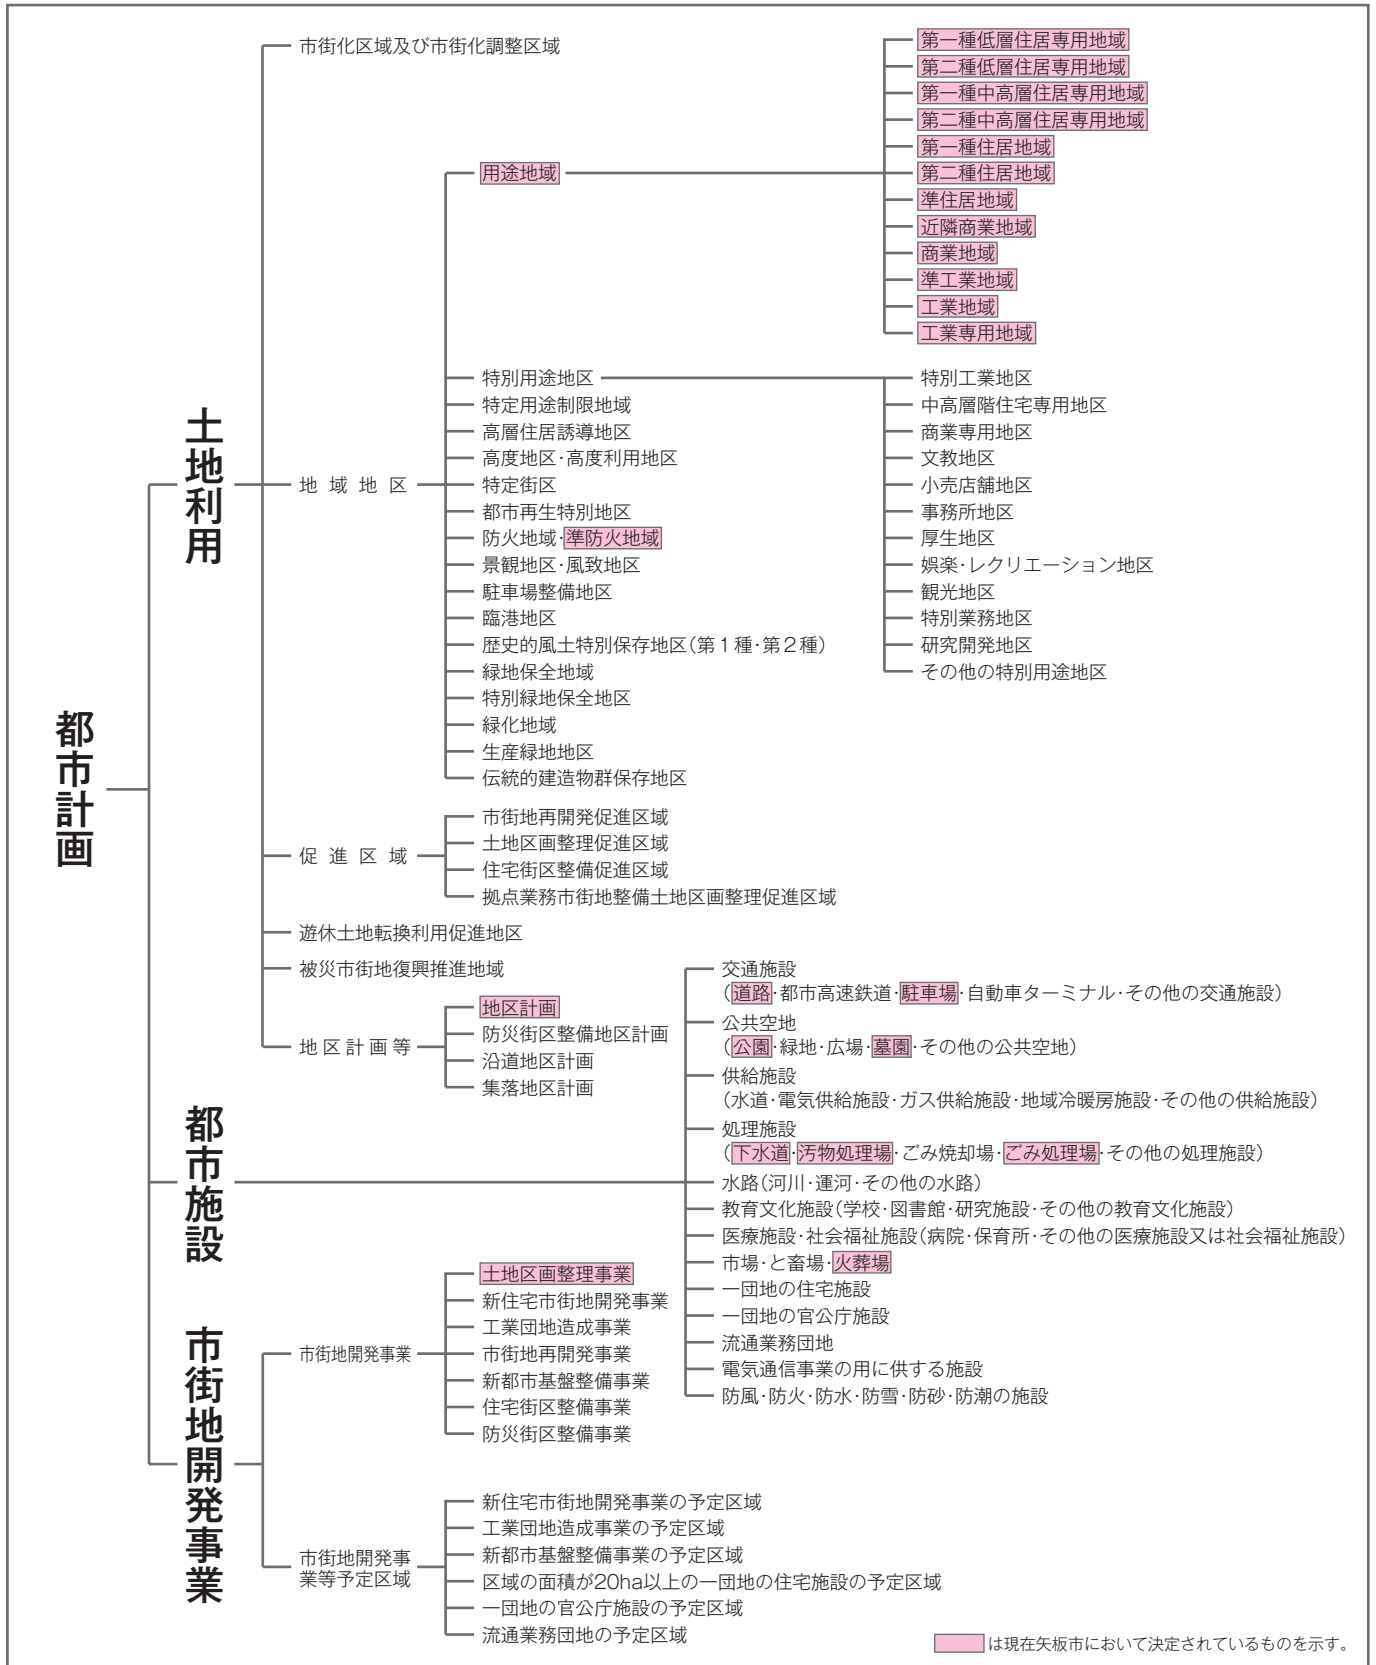 都市計画
土地利用
市街化区域及び市街化調整区域
地域地区
用途地域
第一種低層住居専用地域
第二種低層住居専用地域
第一種中高層住居専用地域
第二種中高層住居専用地域
第一種住居地域
第二種住居地域
準住居地域
近隣商業地域
商業地域
準工業地域
工業地域
工業専用地域
特別用途地区
特別工業地区
中高層階住宅専用地区
商業専用地区
文教地区
小売店舗地区
事務所地区
厚生地区
娯楽・レクリエーション地区
観光地区
特別業務地区
研究開発地区
その他の特別用途地区
特定用途制限地域
高層住居誘導地区
高度地区・高度利用地区
特定街区
都市再生特別地区
防火地域・準防火地域
景観地区・風致地区
駐車場整備地区
臨港地区
歴史的風土特別保存地区(第1種・第2種)
緑地保全地域
特別緑地保全地区
緑化地域
生産緑地地区
伝統的建造物群保存地区
促進区域
市街地再開発促進区域
土地区画整理促進区域
住宅街区整備促進区域
拠点業務市街地整備土地区画整理促進区域
遊休土地転換利用促進地区
被災市街地復興推進地域
地区計画等
地区計画
防災街区整備地区計画
沿道地区計画
集落地区計画
都市施設
交通施設
(道路・都市高速鉄道・駐車場・自動車ターミナル・その他の交通施設)
公共空地
(公園・緑地・広場・墓園・その他の公共空地)
供給施設
(水道・電気供給施設・ガス供給施設・地域冷暖房施設・その他の供給施設)
処理施設
(下水道・汚物処理場・ごみ焼却場・ごみ処理場・その他の処理施設)
水路(河川・運河・その他の水路)
教育文化施設(学校・図書館・研究施設・その他の教育文化施設)
医療施設・社会福祉施設(病院・保育所・その他の医療施設又は社会福祉施設)
市場・と畜場・火葬場
一団地の住宅施設
一団地の官公庁施設
流通業務団地
電気通信事業の用に供する施設
防風・防火・防水・防雪・防砂・防潮の施設
市街地開発事業
市街地開発事業
土地区画整理事業
新住宅市街地開発事業
工業団地造成事業
市街地再開発事業
新都市基盤整備事業
住宅街区整備事業
防災街区整備事業
市街地開発事
業等予定区域
新住宅市街地開発事業の予定区域
工業団地造成事業の予定区域
新都市基盤整備事業の予定区域
区域の面積が20ha以上の一団地の住宅施設の予定区域
一団地の官公庁施設の予定区域
流通業務団地の予定区域
は現在矢板市において決定されているものを示す。